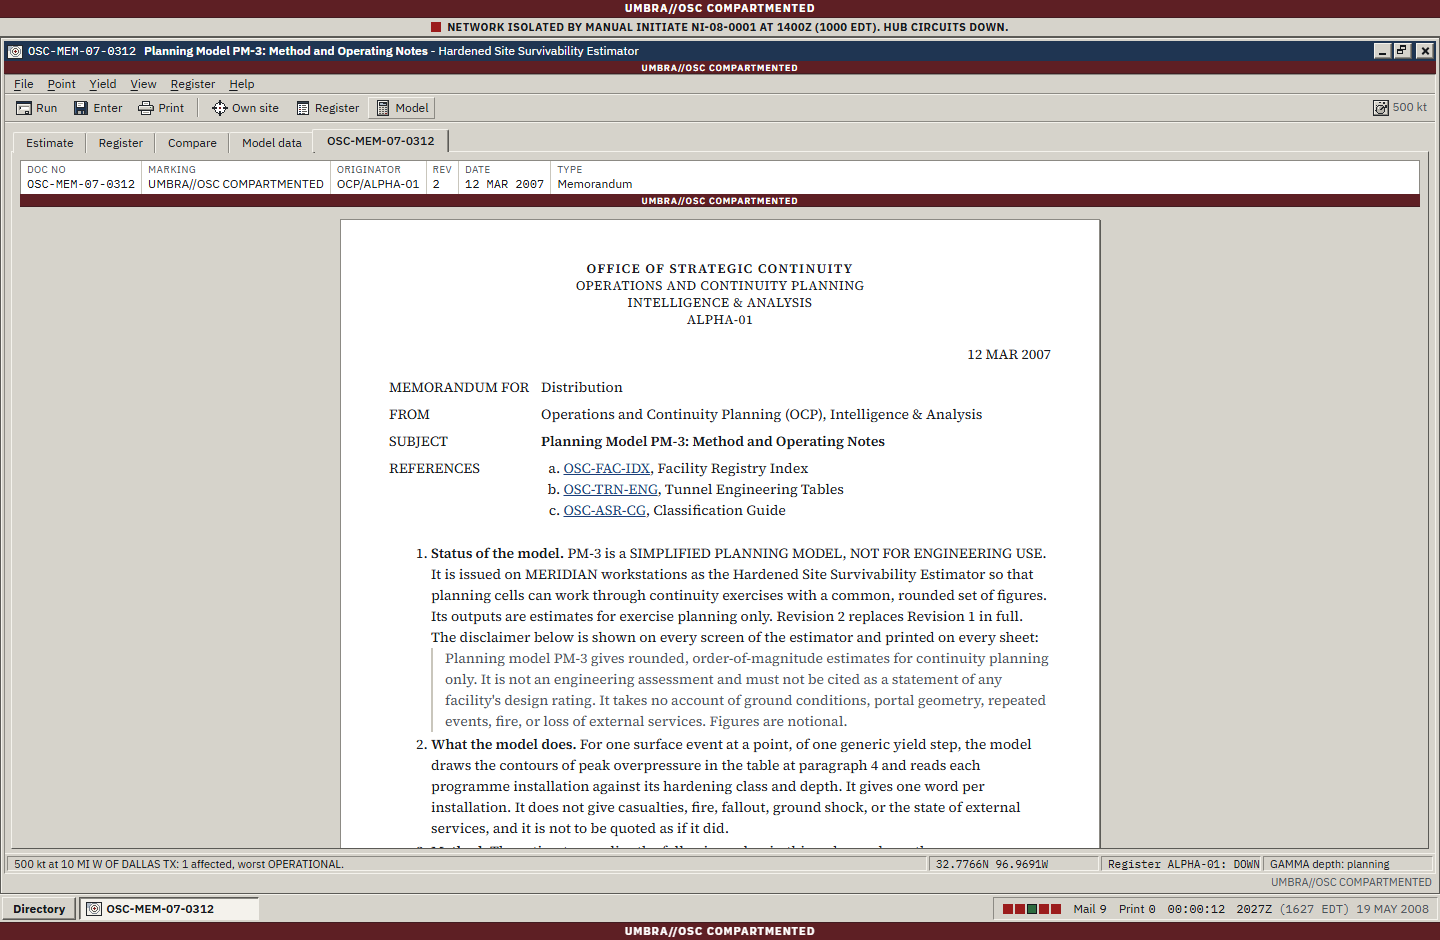 UMBRA//OSC COMPARTMENTED
NETWORK ISOLATED BY MANUAL INITIATE NI-08-0001 AT 1400Z (1000 EDT). HUB CIRCUITS DOWN.
OSC-MEM-07-0312 Planning Model PM-3: Method and Operating Notes - Hardened Site Survivability Estimator
UMBRA//OSC COMPARTMENTED
File Point Yield View Register Help
Run Enter Print Own site Register Model 500 kt
Estimate Register Compare Model data OSC-MEM-07-0312
DOC NO MARKING ORIGINATOR REV DATE TYPE
OSC-MEM-07-0312 UMBRA//OSC COMPARTMENTED OCP/ALPHA-01 2 12 MAR 2007 Memorandum
UMBRA//OSC COMPARTMENTED
OFFICE OF STRATEGIC CONTINUITY
OPERATIONS AND CONTINUITY PLANNING
INTELLIGENCE & ANALYSIS
ALPHA-01
12 MAR 2007
MEMORANDUM FOR Distribution
FROM Operations and Continuity Planning (OCP), Intelligence & Analysis
SUBJECT Planning Model PM-3: Method and Operating Notes
REFERENCES a. OSC-FAC-IDX, Facility Registry Index
b. OSC-TRN-ENG, Tunnel Engineering Tables
c. OSC-ASR-CG, Classification Guide
1. Status of the model. PM-3 is a SIMPLIFIED PLANNING MODEL, NOT FOR ENGINEERING USE.
It is issued on MERIDIAN workstations as the Hardened Site Survivability Estimator so that
planning cells can work through continuity exercises with a common, rounded set of figures.
Its outputs are estimates for exercise planning only. Revision 2 replaces Revision 1 in full.
The disclaimer below is shown on every screen of the estimator and printed on every sheet:
Planning model PM-3 gives rounded, order-of-magnitude estimates for continuity planning
only. It is not an engineering assessment and must not be cited as a statement of any
facility's design rating. It takes no account of ground conditions, portal geometry, repeated
events, fire, or loss of external services. Figures are notional.
2. What the model does. For one surface event at a point, of one generic yield step, the model
draws the contours of peak overpressure in the table at paragraph 4 and reads each
programme installation against its hardening class and depth. It gives one word per
installation. It does not give casualties, fire, fallout, ground shock, or the state of external
services, and it is not to be quoted as if it did.
500 kt at 10 MI W OF DALLAS TX: 1 affected, worst OPERATIONAL. 32.7766N 96.9691W Register ALPHA-01: DOWN GAMMA depth: planning
UMBRA//OSC COMPARTMENTED
Directory OSC-MEM-07-0312 Mail 9 Print 0 00:00:12 2027Z (1627 EDT) 19 MAY 2008
UMBRA//OSC COMPARTMENTED